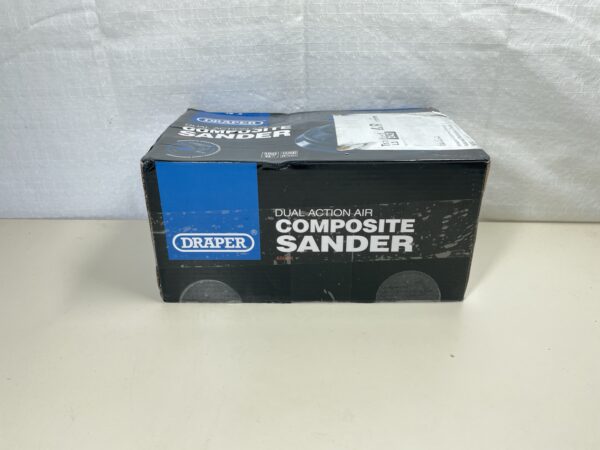 DRAPER
COMPOSITE
SANDER
DUAL ACTION AIR
COMPOSITE
SANDER
DRAPER®